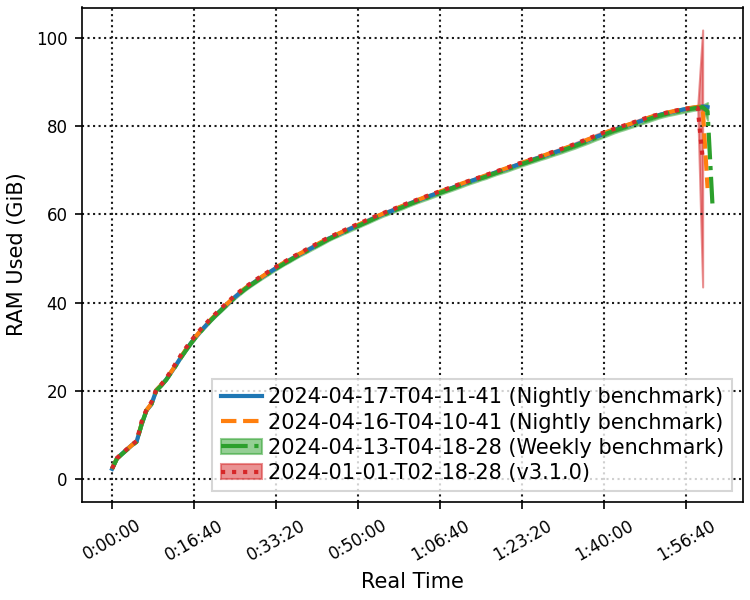 100
80
60
40
20
0
RAM Used (GiB)
2024-04-17-T04-11-41 (Nightly benchmark)
2024-04-16-T04-10-41 (Nightly benchmark)
2024-04-13-T04-18-28 (Weekly benchmark)
2024-01-01-T02-18-28 (v3.1.0)
0:00:00 0:16:40 0:33:20 0:50:00 1:06:40 1:23:20 1:40:00 1:56:40
Real Time